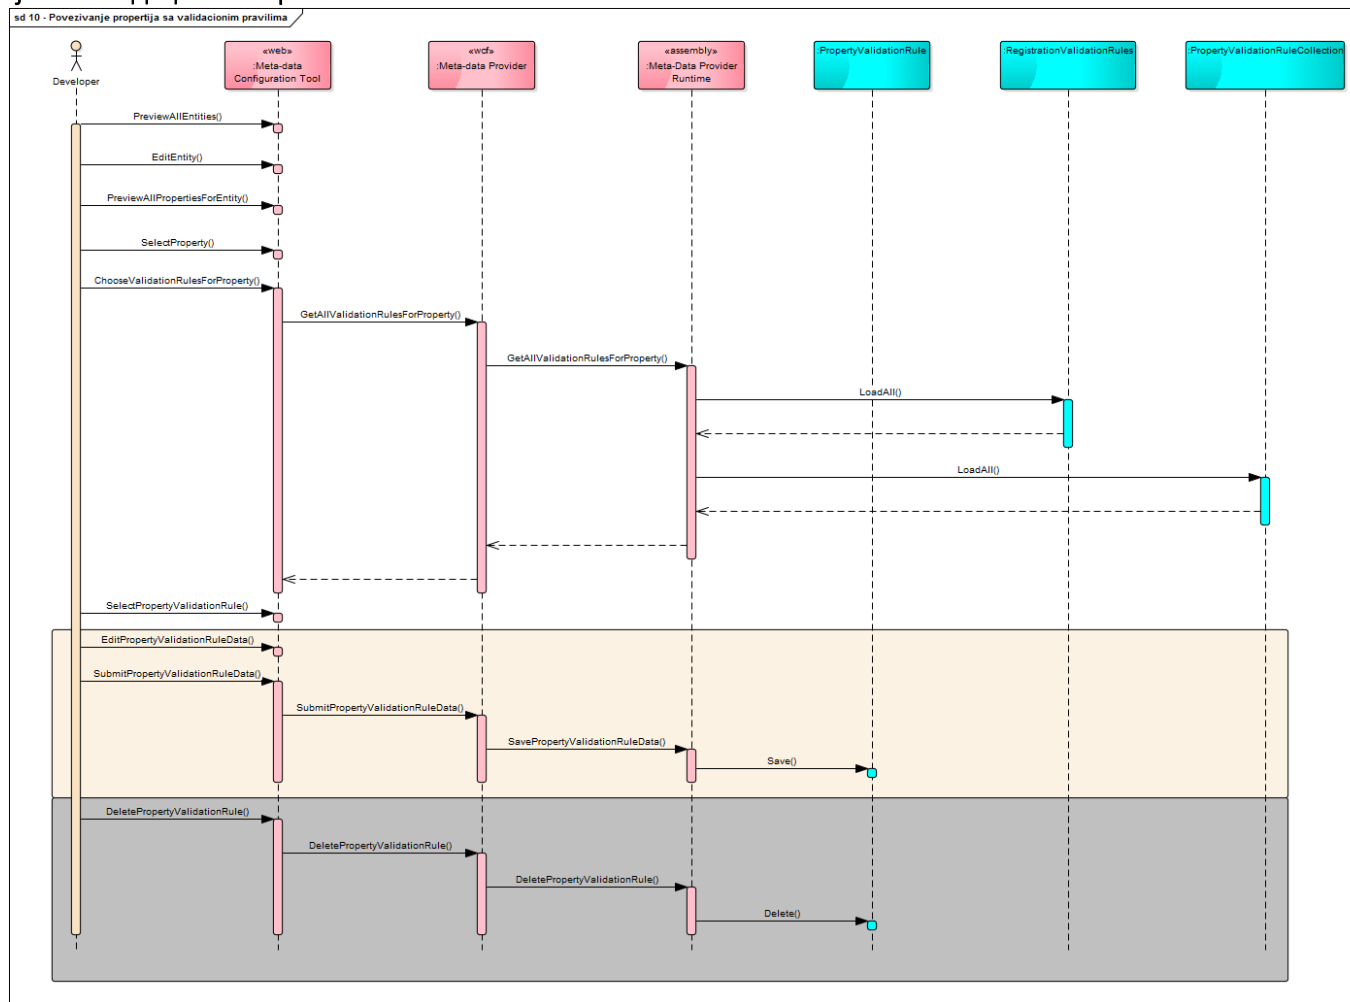 sd 10 - Povezivanje propertija sa validacionim pravilima
Developer
«web»
:Meta-data
Configuration Tool
«wcf»
:Meta-data Provider
«assembly»
:Meta-Data Provider
Runtime
:PropertyValidationRule
:RegistrationValidationRules
:PropertyValidationRuleCollection
PreviewAllEntities()
EditEntity()
PreviewAllPropertiesForEntity()
SelectProperty()
ChooseValidationRulesForProperty()
GetAllValidationRulesForProperty()
GetAllValidationRulesForProperty()
LoadAll()
LoadAll()
SelectPropertyValidationRule()
EditPropertyValidationRuleData()
SubmitPropertyValidationRuleData()
SubmitPropertyValidationRuleData()
SavePropertyValidationRuleData()
Save()
DeletePropertyValidationRule()
DeletePropertyValidationRule()
DeletePropertyValidationRule()
Delete()